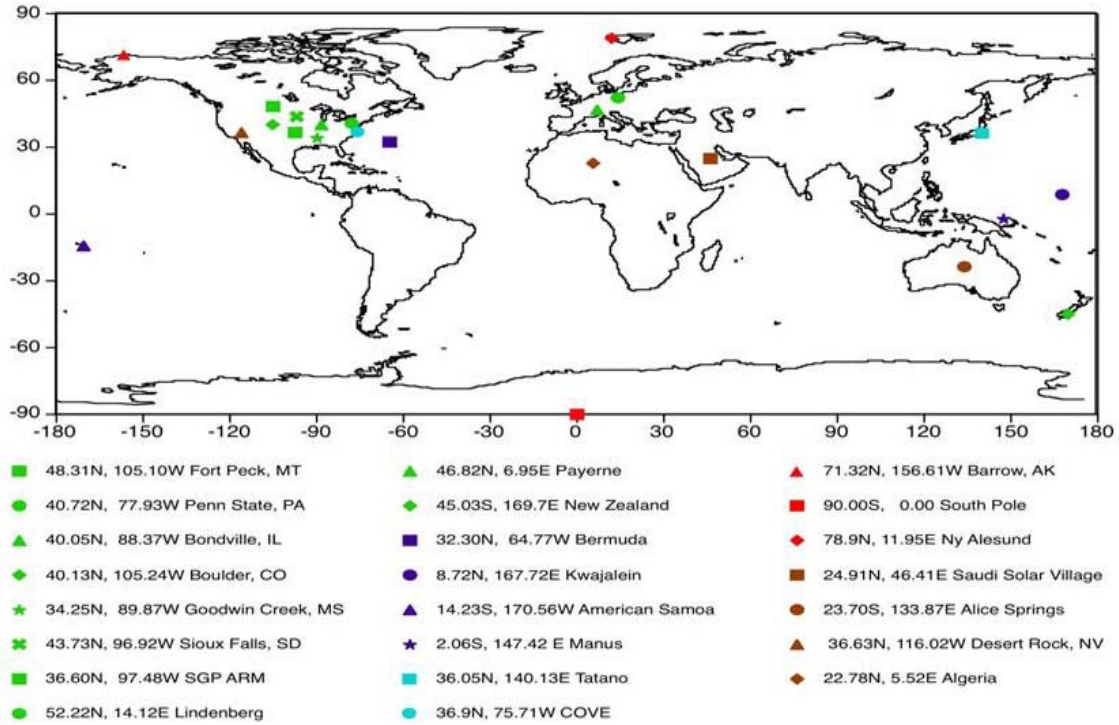 90
60
30
0
-30
-60
-90
-180 -150 -120 -90 -60 -30 0 30 60 90 120 150 180
48.31N, 105.10W Fort Peck, MT
40.72N, 77.93W Penn State, PA
40.05N, 88.37W Bondville, IL
40.13N, 105.24W Boulder, CO
34.25N, 89.87W Goodwin Creek, MS
43.73N, 96.92W Sioux Falls, SD
36.60N, 97.48W SGP ARM
52.22N, 14.12E Lindenberg
46.82N, 6.95E Payerne
45.03S, 169.7E New Zealand
32.30N, 64.77W Bermuda
8.72N, 167.72E Kwajalein
14.23S, 170.56W American Samoa
2.06S, 147.42 E Manus
36.05N, 140.13E Tatano
36.9N, 75.71W COVE
71.32N, 156.61W Barrow, AK
90.00S, 0.00 South Pole
78.9N, 11.95E Ny Alesund
24.91N, 46.41E Saudi Solar Village
23.70S, 133.87E Alice Springs
36.63N, 116.02W Desert Rock, NV
22.78N, 5.52E Algeria